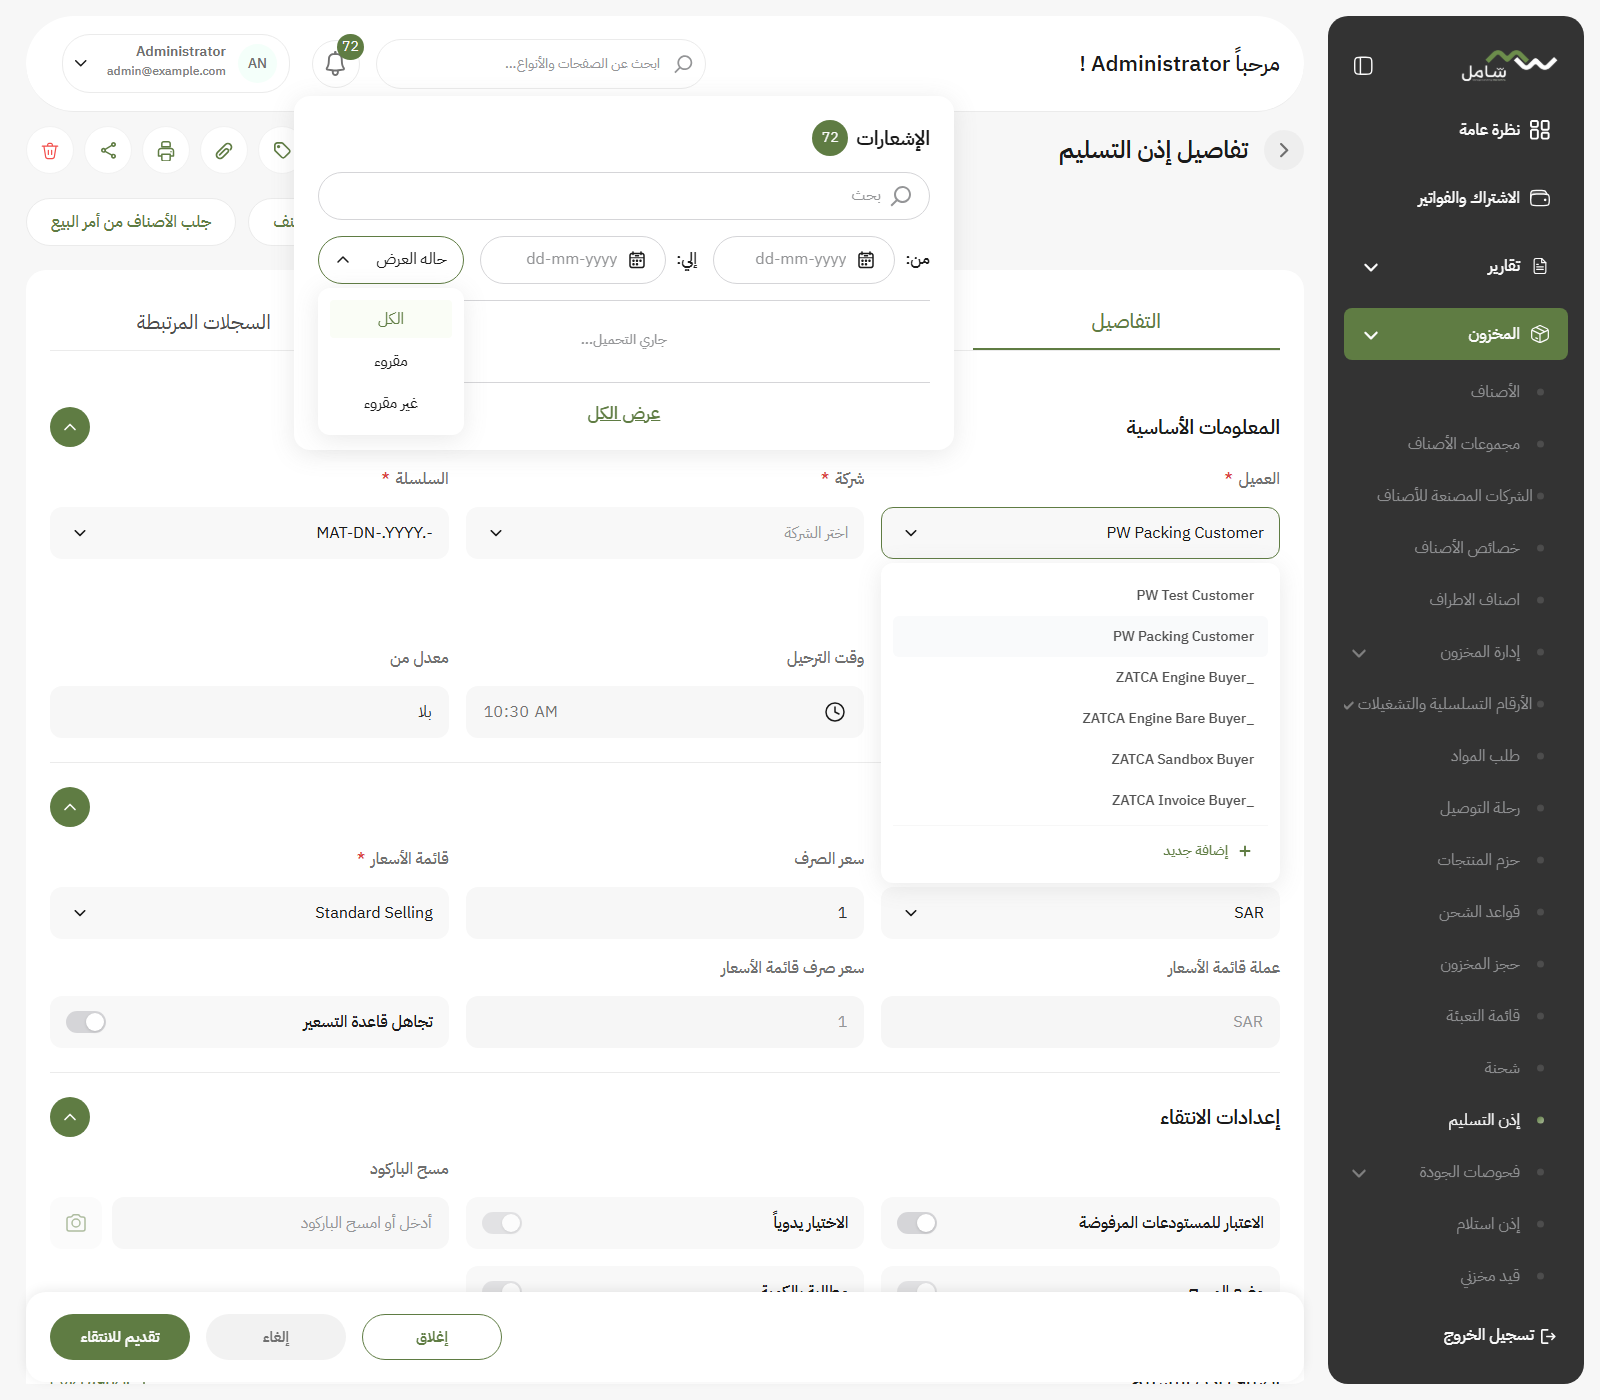 شامل
نظرة عامة
الاشتراك والفواتير
تقارير
المخزون
الأصناف
مجموعات الأصناف
الشركات المصنعة للأصناف
خصائص الأصناف
اصناف الاطراف
إدارة المخزون
الأرقام التسلسلية والتشغيلات
طلب المواد
رحلة التوصيل
حزم المنتجات
قواعد الشحن
حجز المخزون
قائمة التعبئة
شحنة
إذن التسليم
فحوصات الجودة
إذن استلام
قيد مخزني
تسجيل الخروج
مرحباً Administrator !
ابحث عن الصفحات والأنواع...
72
Administrator
admin@example.com
AN
تفاصيل إذن التسليم
جلب الأصناف من أمر البيع
الإشعارات 72
بحث
من: dd-mm-yyyy إلي: dd-mm-yyyy حاله العرض
الكل
مقروء
غير مقروء
جاري التحميل...
عرض الكل
التفاصيل
السجلات المرتبطة
المعلومات الأساسية
العميل * شركة * السلسلة *
PW Packing Customer اختر الشركة MAT-DN-.YYYY.-
PW Test Customer
PW Packing Customer
ZATCA Engine Buyer_
ZATCA Engine Bare Buyer_
ZATCA Sandbox Buyer
ZATCA Invoice Buyer_
إضافة جديد
وقت الترحيل معدل من
10:30 AM بلا
سعر الصرف قائمة الأسعار *
SAR 1 Standard Selling
عملة قائمة الأسعار سعر صرف قائمة الأسعار
SAR 1 تجاهل قاعدة التسعير
إعدادات الانتقاء
مسح الباركود
الاعتبار للمستودعات المرفوضة الاختيار يدوياً أدخل أو امسح الباركود
إغلاق إلغاء تقديم للانتقاء